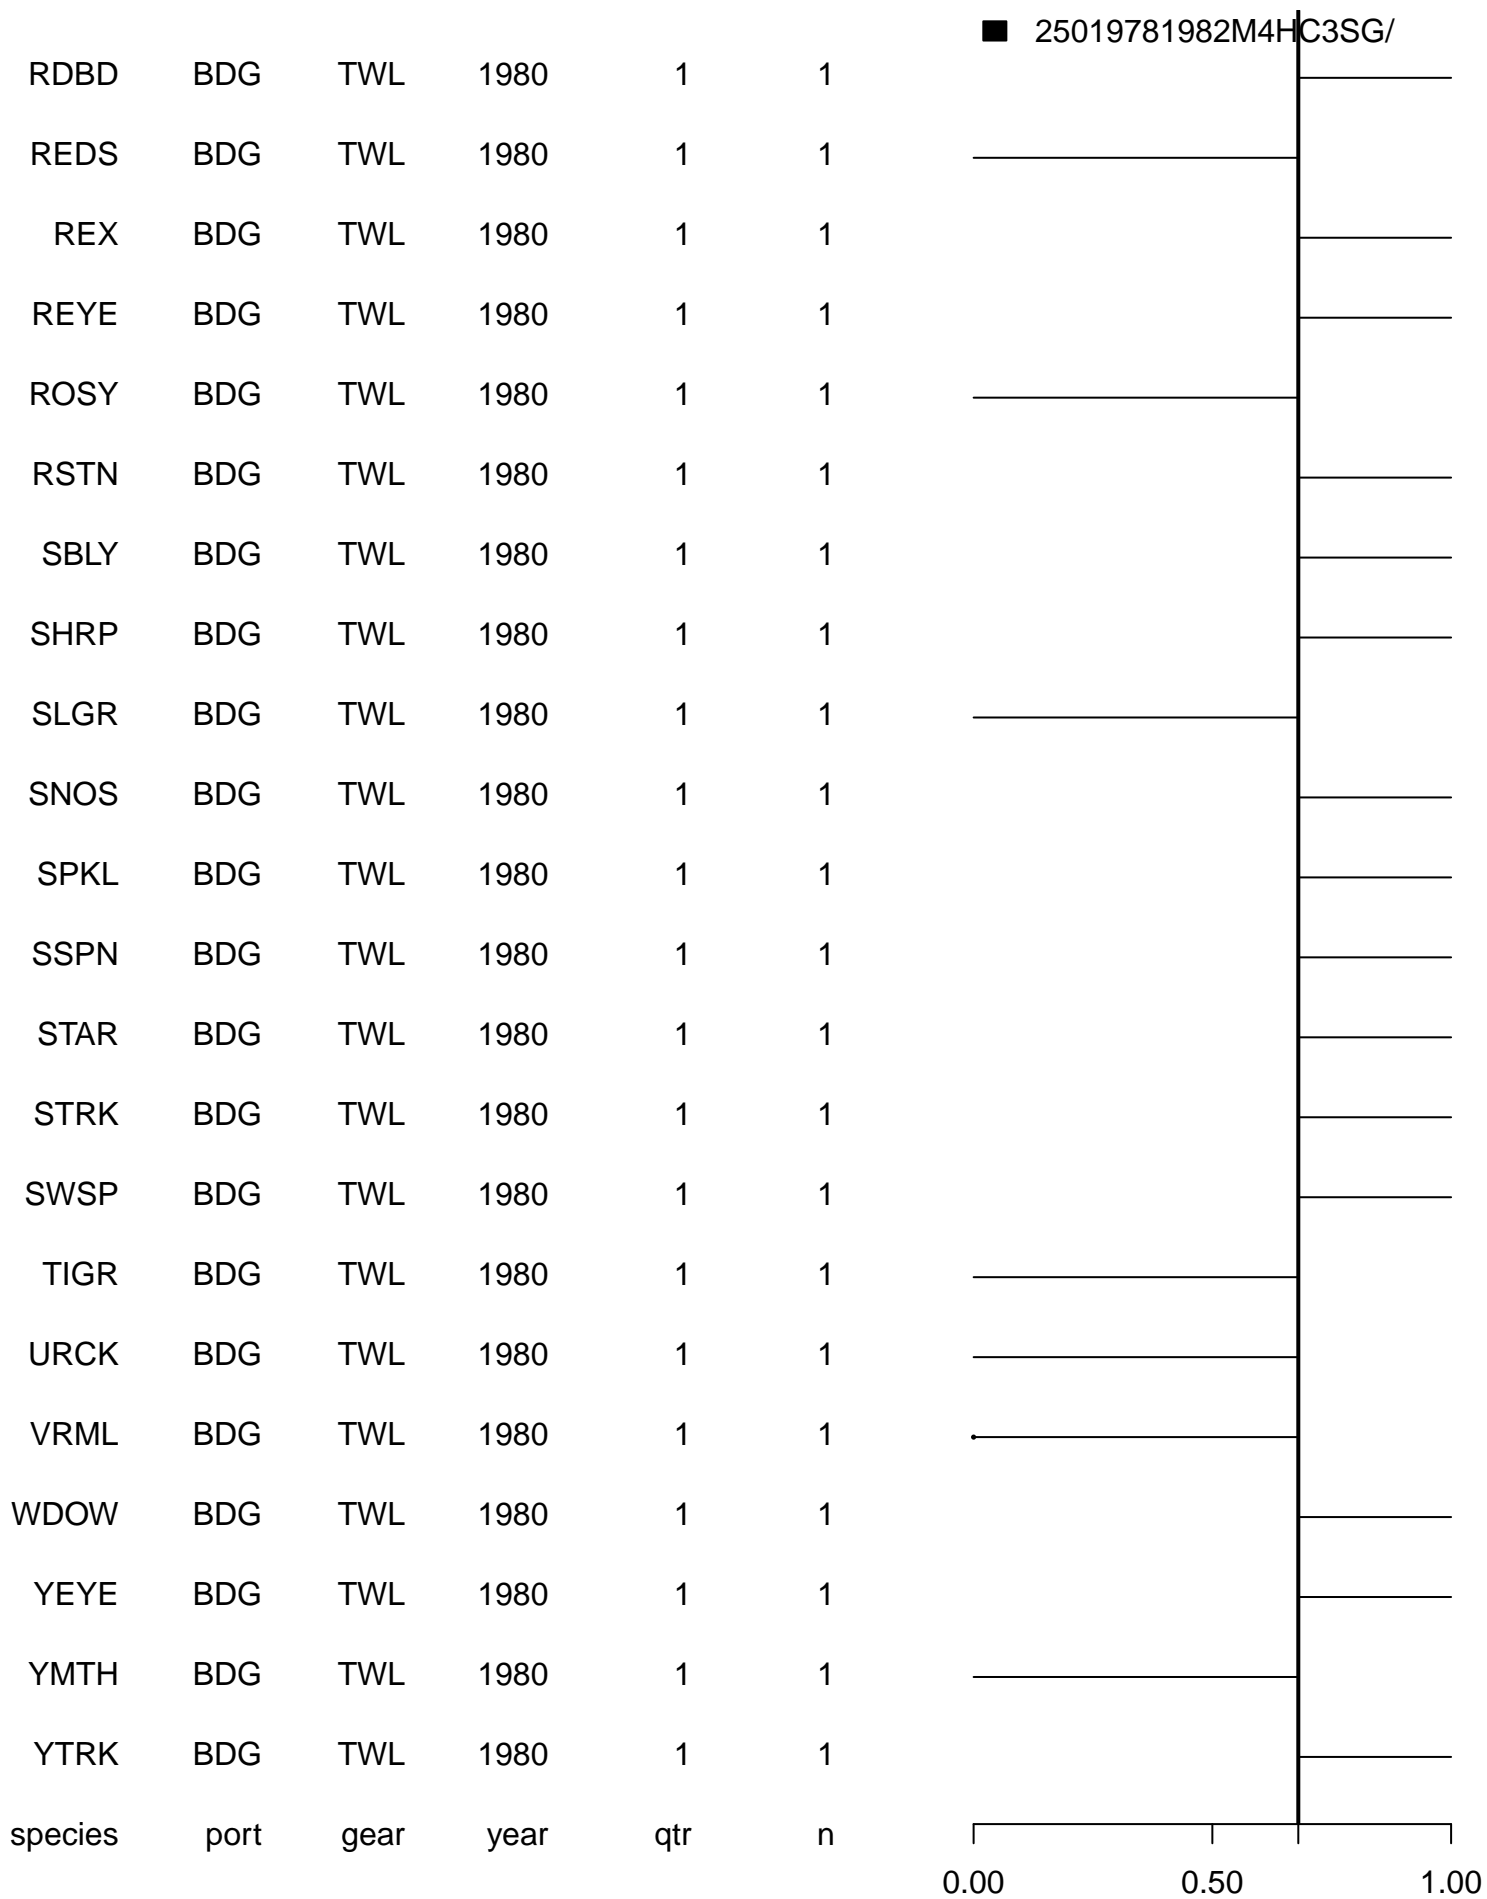 25019781982M4HC3SG/
RDBD BDG TWL 1980 1 1
REDS BDG TWL 1980 1 1
REX BDG TWL 1980 1 1
REYE BDG TWL 1980 1 1
ROSY BDG TWL 1980 1 1
RSTN BDG TWL 1980 1 1
SBLY BDG TWL 1980 1 1
SHRP BDG TWL 1980 1 1
SLGR BDG TWL 1980 1 1
SNOS BDG TWL 1980 1 1
SPKL BDG TWL 1980 1 1
SSPN BDG TWL 1980 1 1
STAR BDG TWL 1980 1 1
STRK BDG TWL 1980 1 1
SWSP BDG TWL 1980 1 1
TIGR BDG TWL 1980 1 1
URCK BDG TWL 1980 1 1
VRML BDG TWL 1980 1 1
WDOW BDG TWL 1980 1 1
YEYE BDG TWL 1980 1 1
YMTH BDG TWL 1980 1 1
YTRK BDG TWL 1980 1 1
species port gear year qtr n
0.00 0.50 1.00